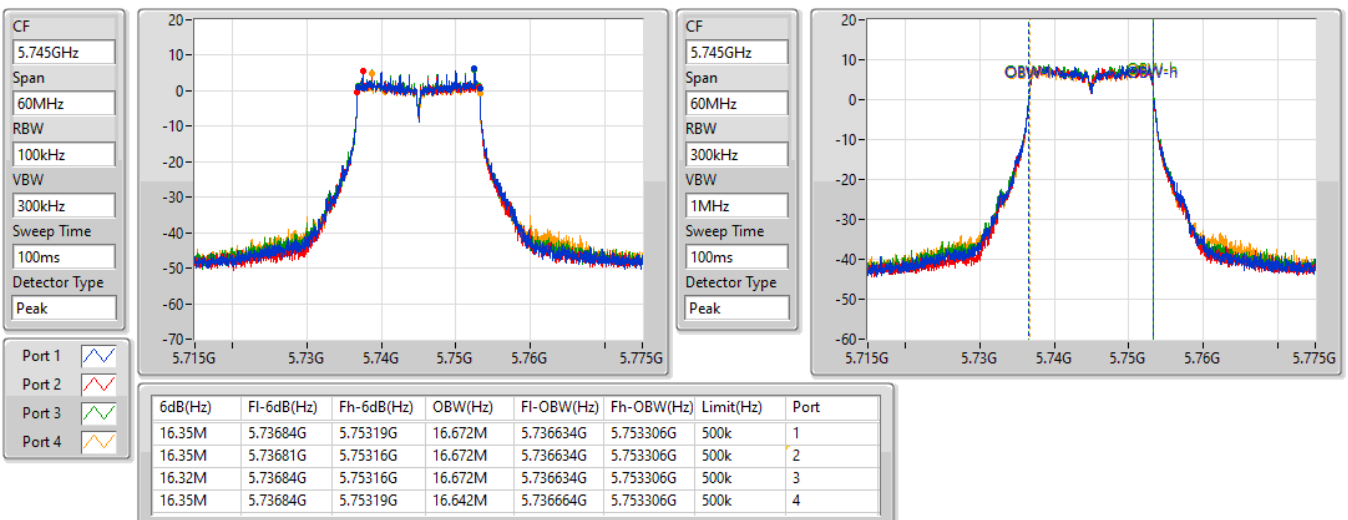 CF
5.745GHz
Span
60MHz
RBW
100kHz
VBW
300kHz
Sweep Time
100ms
Detector Type
Peak
20
10
0
-10
-20
-30
-40
-50
-60
-70
5.715G 5.73G 5.74G 5.75G 5.76G 5.775G
CF
5.745GHz
Span
60MHz
RBW
300kHz
VBW
1MHz
Sweep Time
100ms
Detector Type
Peak
20
10
0
-10
-20
-30
-40
-50
-60
OBW OBW-h
5.715G 5.73G 5.74G 5.75G 5.76G 5.775G
Port 1
Port 2
Port 3
Port 4
6dB(Hz) Fl-6dB(Hz) Fh-6dB(Hz) OBW(Hz) Fl-OBW(Hz) Fh-OBW(Hz) Limit(Hz) Port
16.35M 5.73684G 5.75319G 16.672M 5.736634G 5.753306G 500k 1
16.35M 5.73681G 5.75316G 16.672M 5.736634G 5.753306G 500k 2
16.32M 5.73684G 5.75316G 16.672M 5.736634G 5.753306G 500k 3
16.35M 5.73684G 5.75319G 16.642M 5.736664G 5.753306G 500k 4